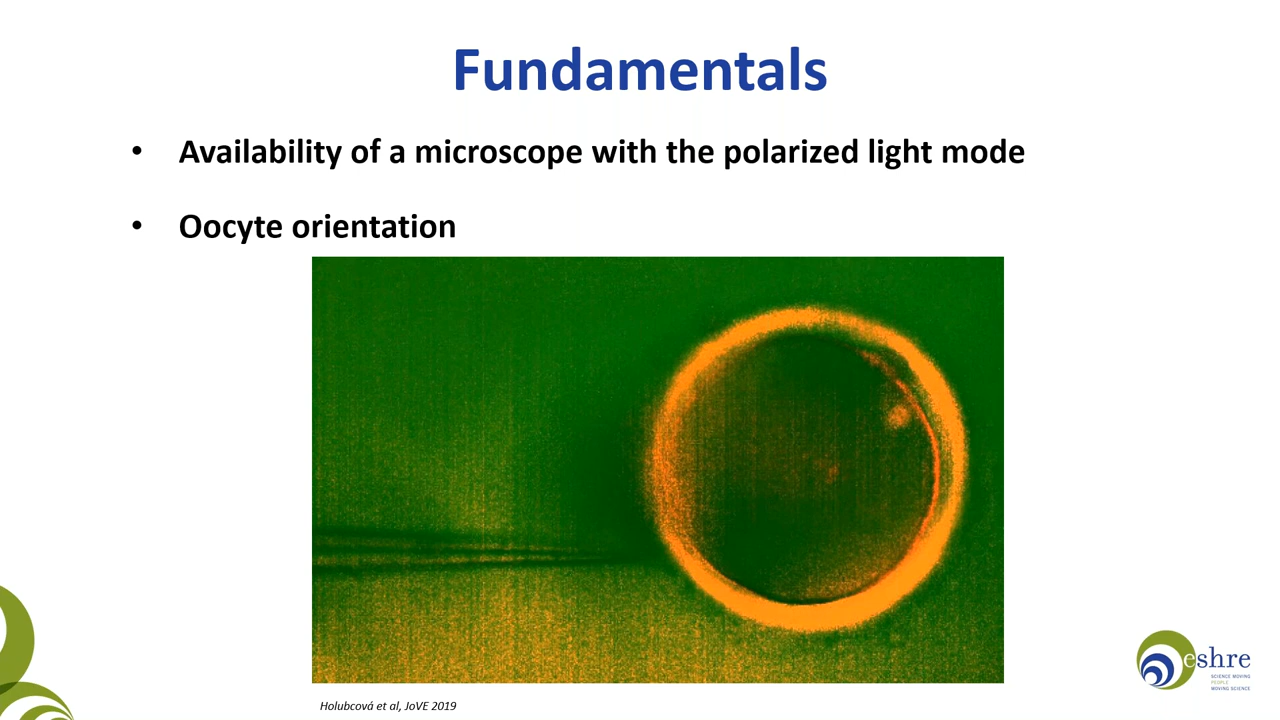 Fundamentals
• Availability of a microscope with the polarized light mode
• Oocyte orientation
Holubcová et al, JoVE 2019
eshre
SCIENCE MOVING
PEOPLE
MOVING SCIENCE